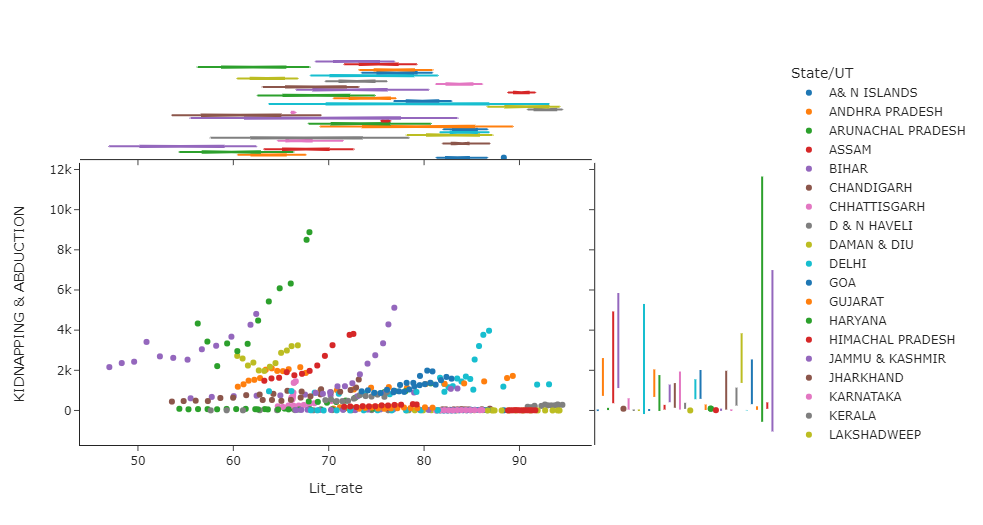 State/UT
A& N ISLANDS
ANDHRA PRADESH
ARUNACHAL PRADESH
ASSAM
BIHAR
CHANDIGARH
CHHATTISGARH
D & N HAVELI
DAMAN & DIU
DELHI
GOA
GUJARAT
HARYANA
HIMACHAL PRADESH
JAMMU & KASHMIR
JHARKHAND
KARNATAKA
KERALA
LAKSHADWEEP
KIDNAPPING & ABDUCTION
12k
10k
8k
6k
4k
2k
0
50
60
70
80
90
Lit_rate